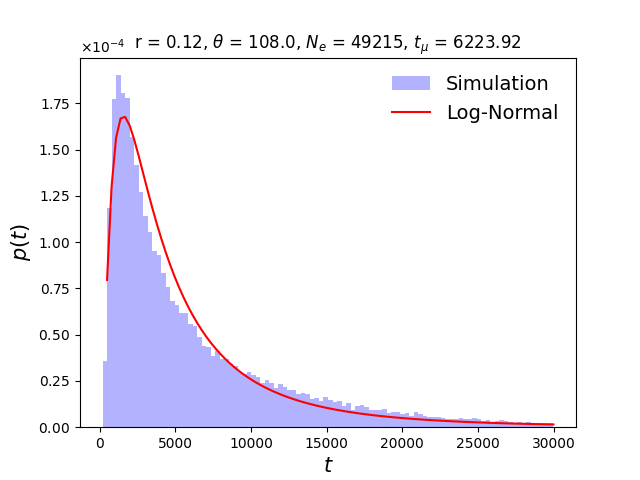 ×10⁻⁴ r = 0.12, θ = 108.0, Nₑ = 49215, t_μ = 6223.92
Simulation
Log-Normal
1.75
1.50
1.25
1.00
0.75
0.50
0.25
0.00
p(t)
0 5000 10000 15000 20000 25000 30000
t